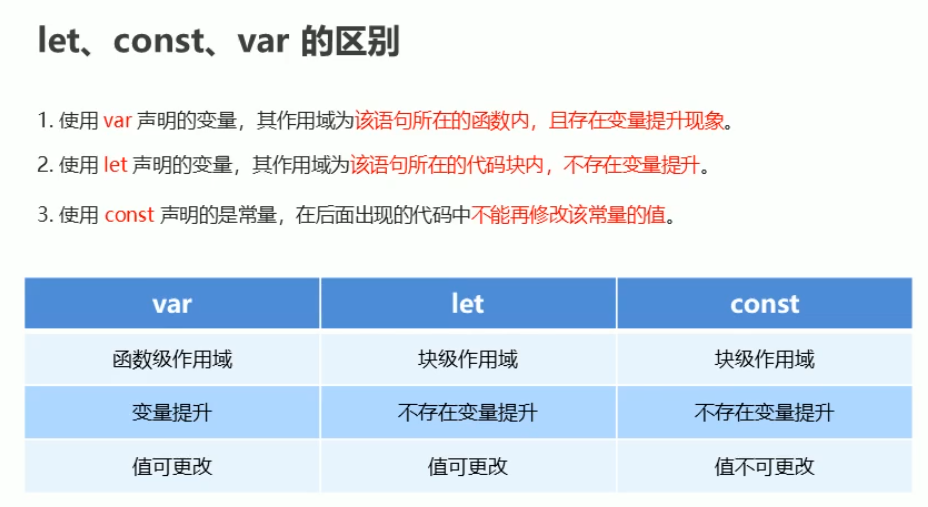 let、const、var 的区别
1. 使用 var 声明的变量，其作用域为该语句所在的函数内，且存在变量提升现象。
2. 使用 let 声明的变量，其作用域为该语句所在的代码块内，不存在变量提升。
3. 使用 const 声明的是常量，在后面出现的代码中不能再修改该常量的值。
var let const
函数级作用域 块级作用域 块级作用域
变量提升 不存在变量提升 不存在变量提升
值可更改 值可更改 值不可更改